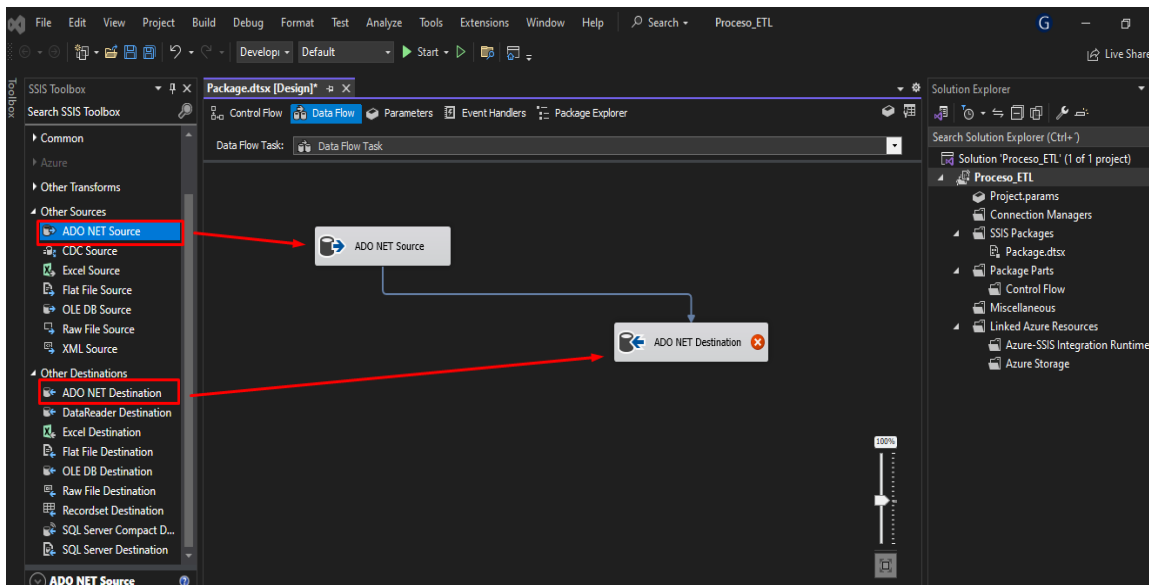 File Edit View Project Build Debug Format Test Analyze Tools Extensions Window Help Search Proceso_ETL G
Default Start Live Share
Toolbox
SSIS Toolbox
Search SSIS Toolbox
Common
Azure
Other Transforms
Other Sources
ADO NET Source
CDC Source
Excel Source
Flat File Source
OLE DB Source
Raw File Source
XML Source
Other Destinations
ADO NET Destination
DataReader Destination
Excel Destination
Flat File Destination
OLE DB Destination
Raw File Destination
Recordset Destination
SQL Server Compact D...
SQL Server Destination
ADO NET Source
Package.dtsx [Design]*
Control Flow Data Flow Parameters Event Handlers Package Explorer
Data Flow Task: Data Flow Task
ADO NET Source
ADO NET Destination
100%
Solution Explorer
Search Solution Explorer (Ctrl+´)
Solution 'Proceso_ETL' (1 of 1 project)
Proceso_ETL
Project.params
Connection Managers
SSIS Packages
Package.dtsx
Package Parts
Control Flow
Miscellaneous
Linked Azure Resources
Azure-SSIS Integration Runtime
Azure Storage